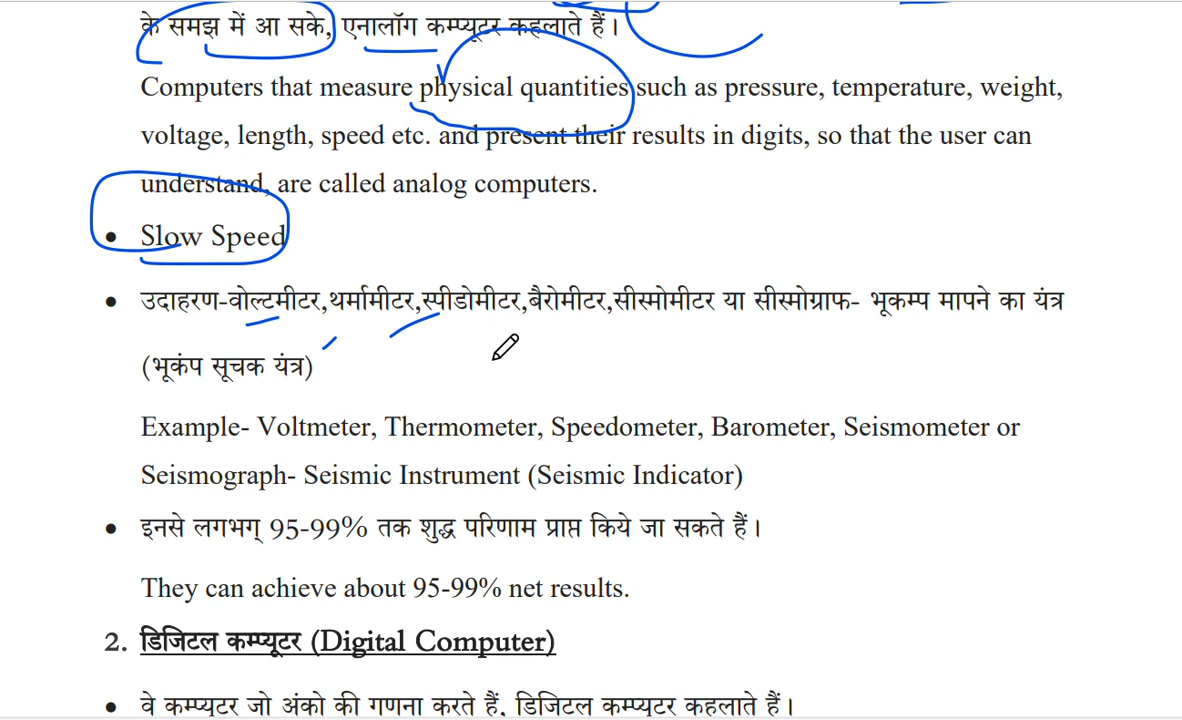 के समझ में आ सके, एनालॉग कम्प्यूटर कहलाते हैं।
Computers that measure physical quantities such as pressure, temperature, weight,
voltage, length, speed etc. and present their results in digits, so that the user can
understand, are called analog computers.
• Slow Speed
• उदाहरण-वोल्टमीटर,थर्मामीटर,स्पीडोमीटर,बैरोमीटर,सीस्मोमीटर या सीस्मोग्राफ- भूकम्प मापने का यंत्र
(भूकंप सूचक यंत्र)
Example- Voltmeter, Thermometer, Speedometer, Barometer, Seismometer or
Seismograph- Seismic Instrument (Seismic Indicator)
• इनसे लगभग् 95-99% तक शुद्ध परिणाम प्राप्त किये जा सकते हैं।
They can achieve about 95-99% net results.
2. डिजिटल कम्प्यूटर (Digital Computer)
• वे कम्प्यूटर जो अंको की गणना करते हैं, डिजिटल कम्प्यूटर कहलाते हैं।